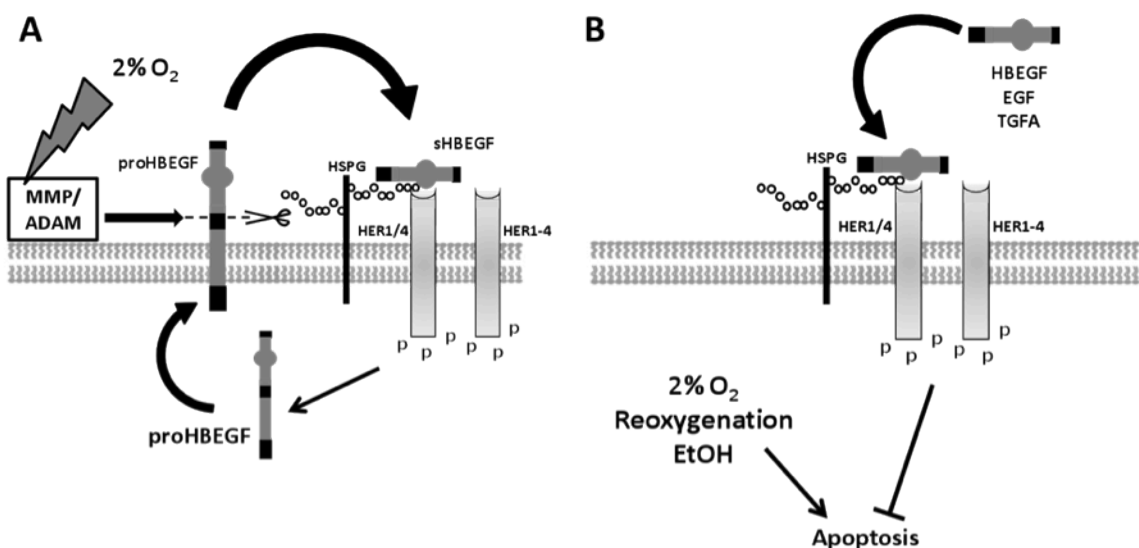 A
2% O₂
proHBEGF
MMP/
ADAM
HSPG
sHBEGF
HER1/4
HER1-4
P
P
P
P
proHBEGF
B
HBEGF
EGF
TGFA
HSPG
HER1/4
HER1-4
P
P
P
P
2% O₂
Reoxygenation
EtOH
Apoptosis